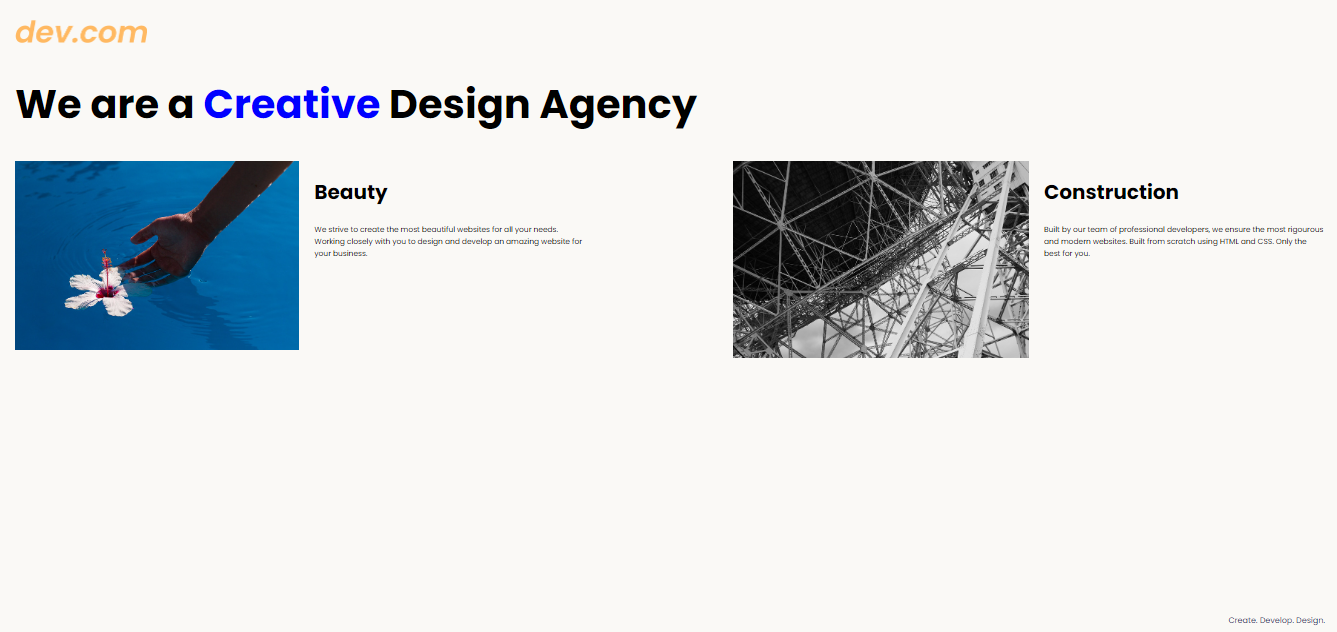 dev.com
We are a Creative Design Agency
Beauty
We strive to create the most beautiful websites for all your needs.
Working closely with you to design and develop an amazing website for
your business.
Construction
Built by our team of professional developers, we ensure the most rigourous
and modern websites. Built from scratch using HTML and CSS. Only the
best for you.
Create. Develop. Design.